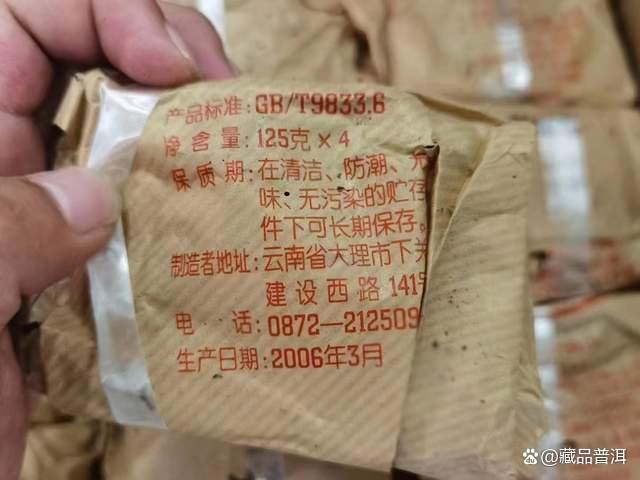 产品标准:GB/T9833.6
净含量:125克×4
保质期:在清洁、防潮、
味、无污染的贮存
件下可长期保存。
制造者地址:云南省大理市下关
建设西路141
电话:0872—212509
生产日期:2006年3月
@藏品普洱